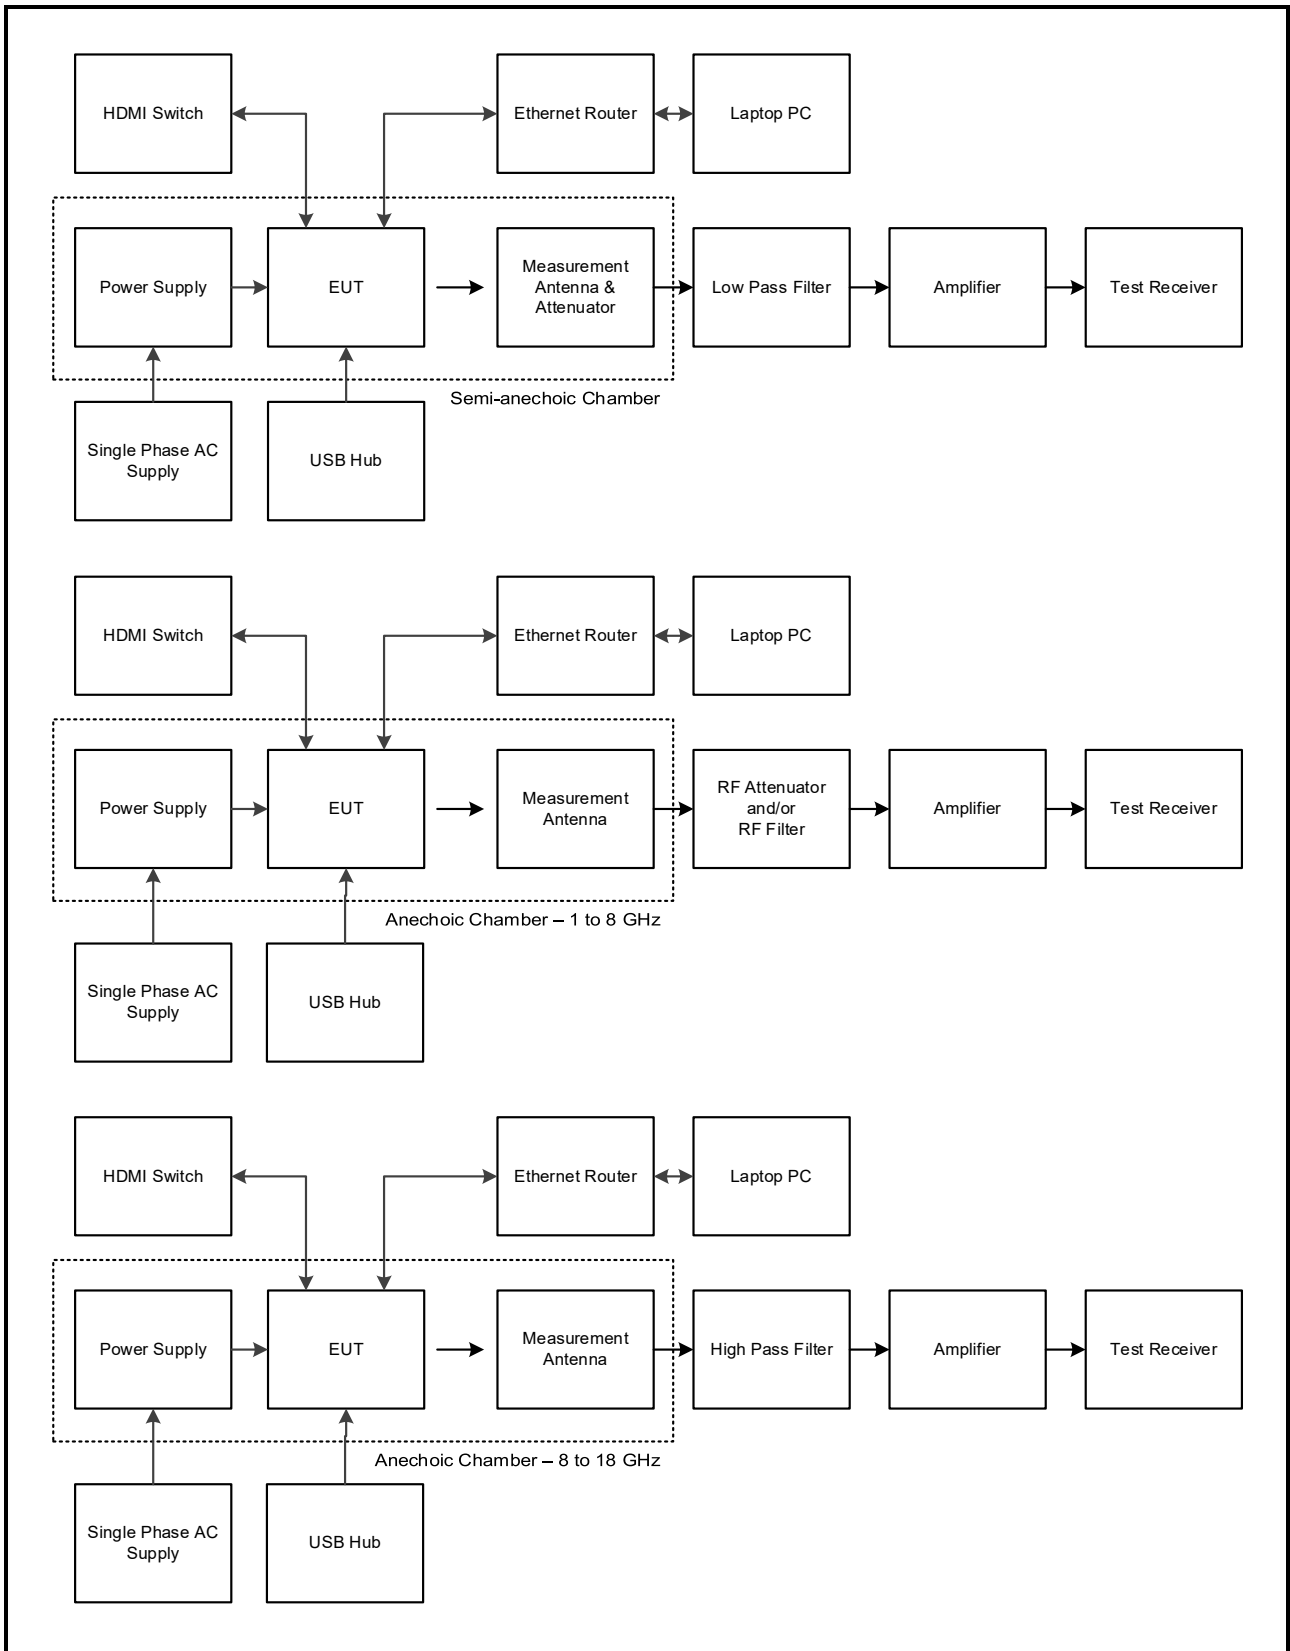 HDMI Switch
Ethernet Router
Laptop PC
Power Supply
EUT
Measurement
Antenna &
Attenuator
Low Pass Filter
Amplifier
Test Receiver
Semi-anechoic Chamber
Single Phase AC
Supply
USB Hub
HDMI Switch
Ethernet Router
Laptop PC
Power Supply
EUT
Measurement
Antenna
RF Attenuator
and/or
RF Filter
Amplifier
Test Receiver
Anechoic Chamber – 1 to 8 GHz
Single Phase AC
Supply
USB Hub
HDMI Switch
Ethernet Router
Laptop PC
Power Supply
EUT
Measurement
Antenna
High Pass Filter
Amplifier
Test Receiver
Anechoic Chamber – 8 to 18 GHz
Single Phase AC
Supply
USB Hub